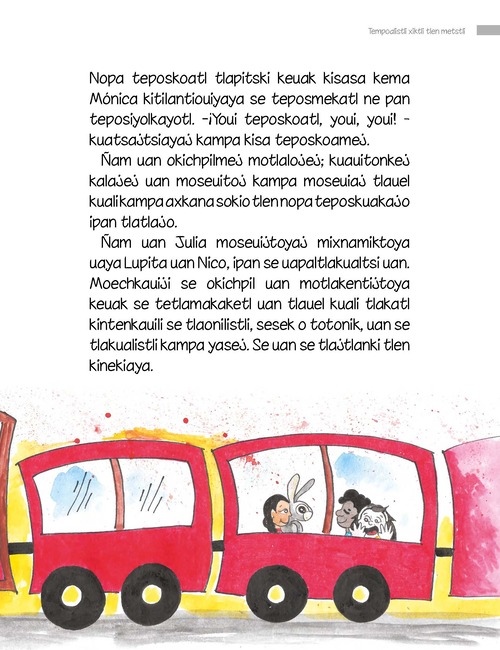 Tempoalistli xiktli tlen metstli
Nopa teposkoatl tlapitski keuak kisasa kema
Mónica kitilantiouiyaya se teposmekatl ne pan
teposiyolkayotl. -¡Youi teposkoatl, youi, youi! -
kuatsajtsiayaj kampa kisa teposkoamej.
Ñam uan okichpilmej motlalojej; kuauitonkej
kalajej uan moseuitoj kampa moseuiaj tlauel
kuali kampa axkana sokio tlen nopa teposkuakajo
ipan tlatlajo.
Ñam uan Julia moseuijtoyaj mixnamiktoya
uaya Lupita uan Nico, ipan se uapaltlakualtsi uan.
Moechkauiji se okichpil uan motlakentijtoya
keuak se tetlamakaketl uan tlauel kuali tlakatl
kintenkauili se tlaonilistli, sesek o totonik, uan se
tlakualistli kampa yasej. Se uan se tlajtlanki tlen
kinekiaya.